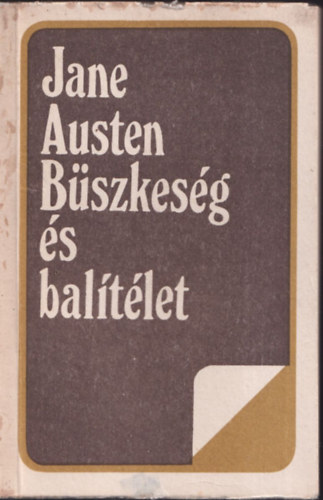 Jane
Austen
Büszkeség
és
balítélet